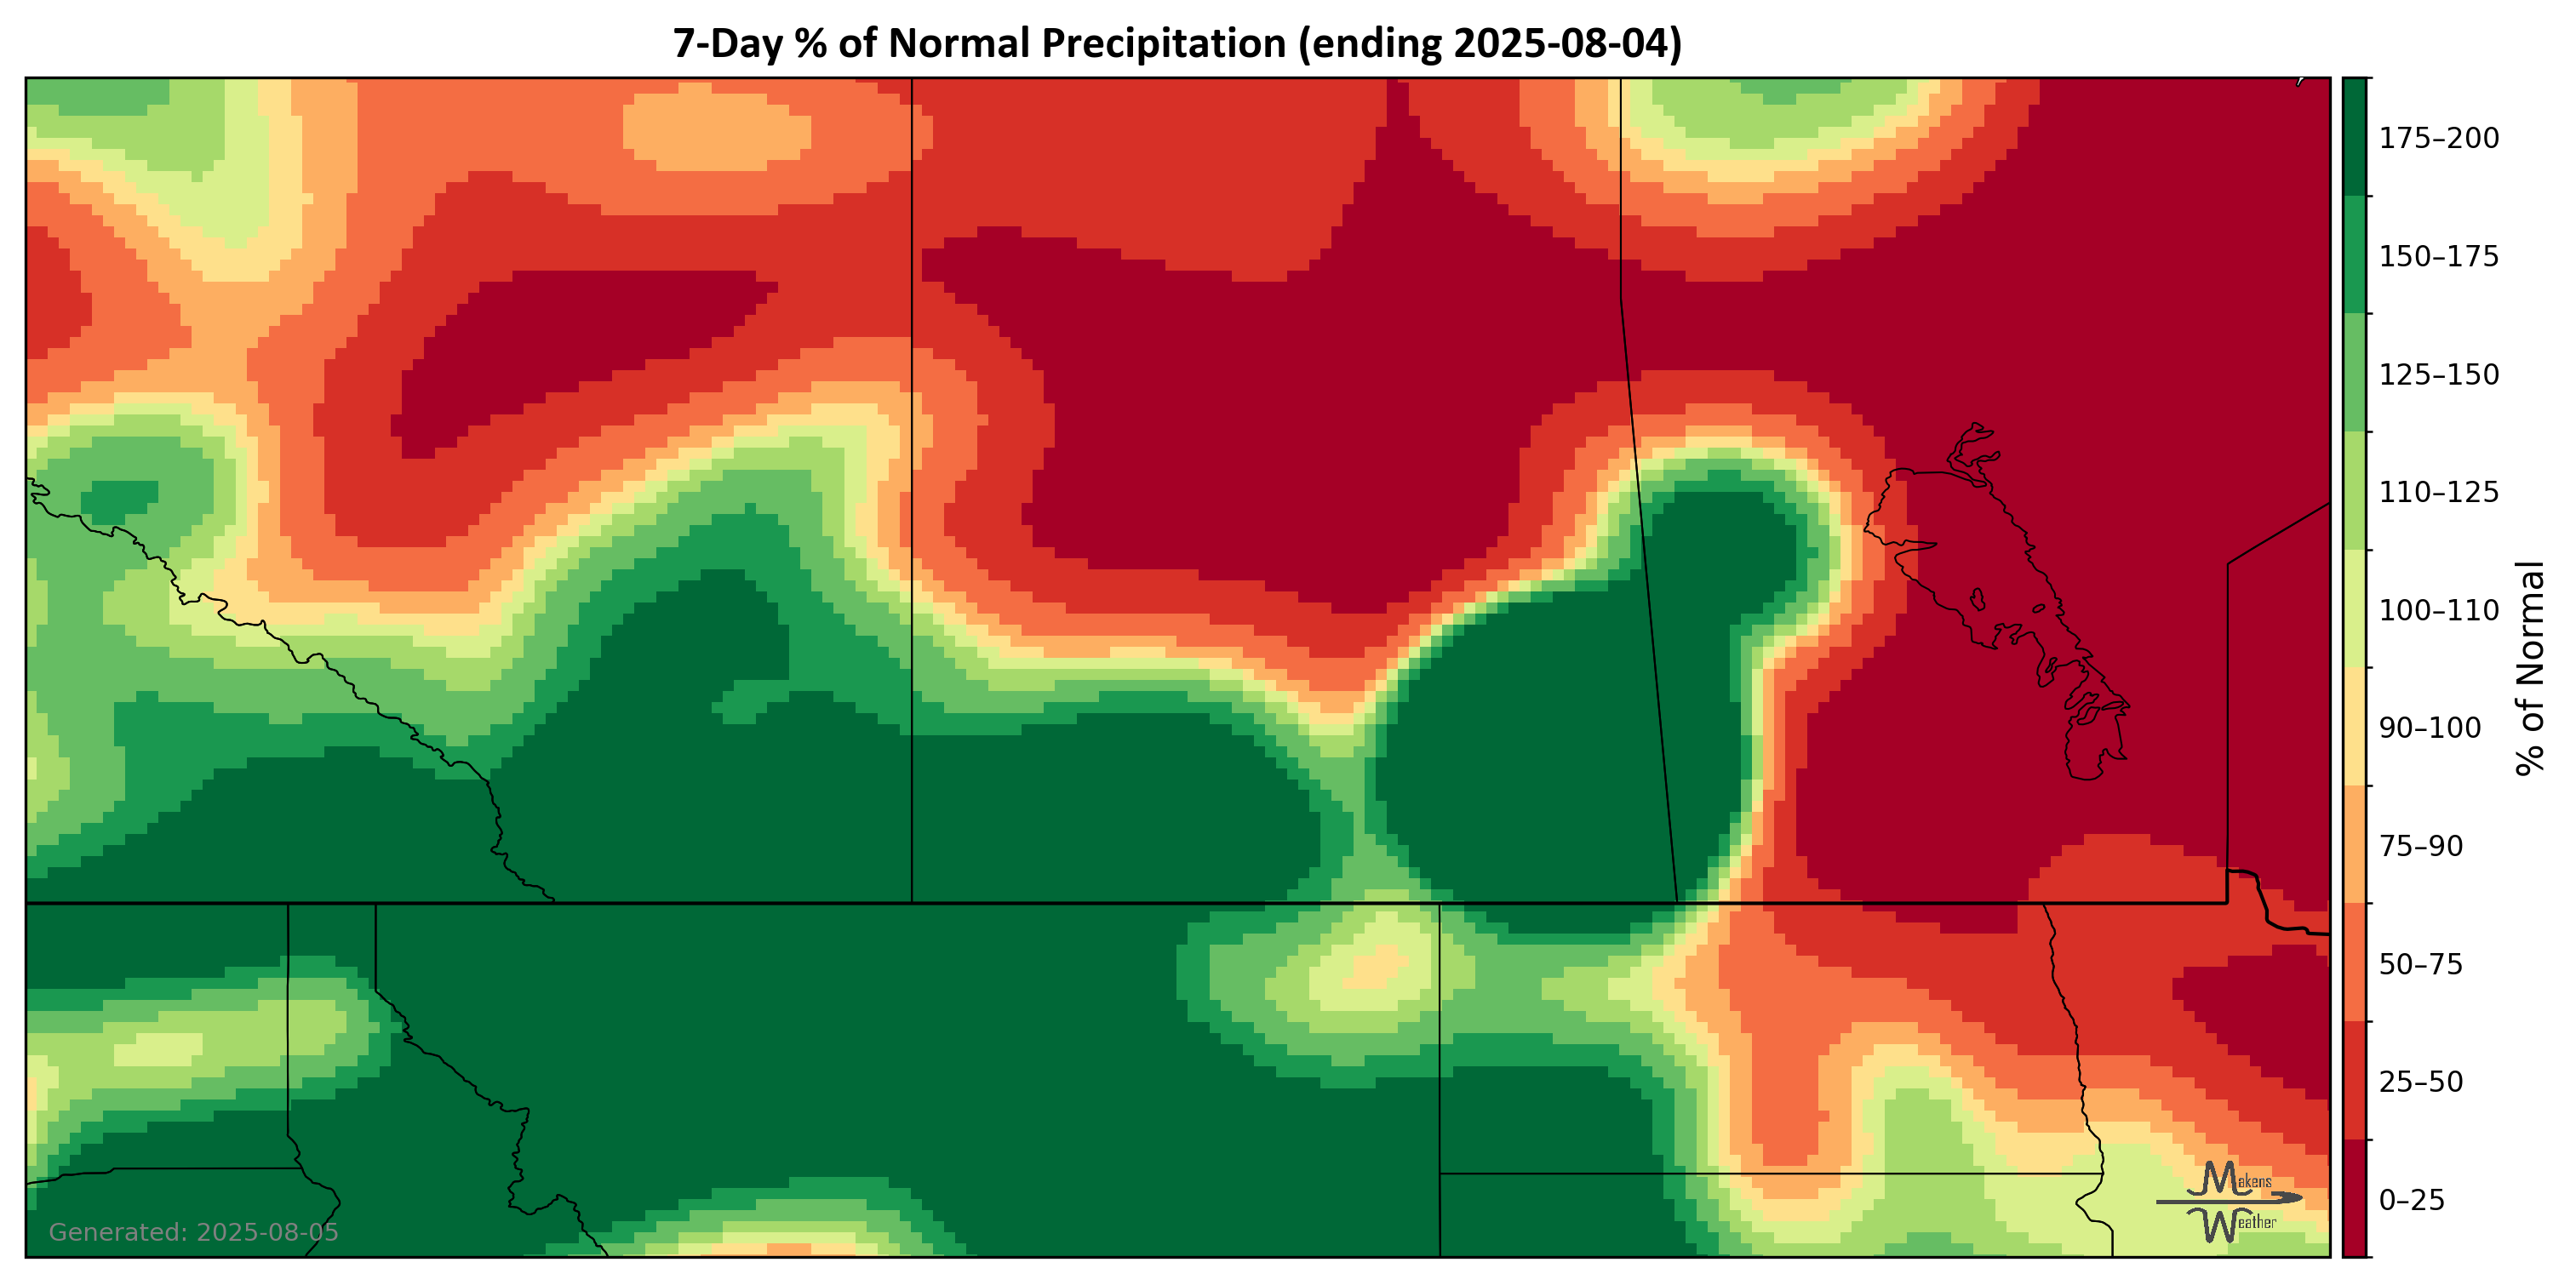 7-Day % of Normal Precipitation (ending 2025-08-04)
175–200
150–175
125–150
110–125
100–110
90–100
75–90
50–75
25–50
0–25
% of Normal
Makens
Weather
Generated: 2025-08-05